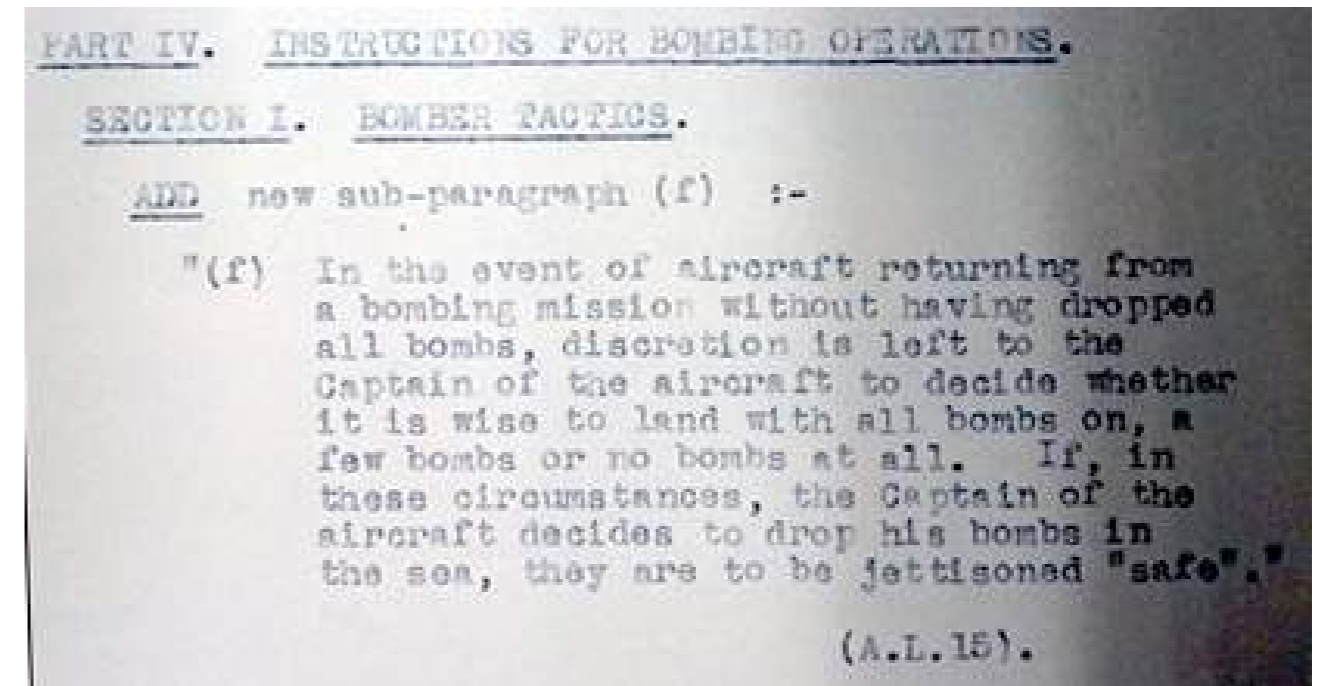 PART IV. INSTRUCTIONS FOR BOMBING OPERATIONS.
SECTION I. BOMBER TACTICS.
ADD new sub-paragraph (f) :-
"(f) In the event of aircraft returning from
a bombing mission without having dropped
all bombs, discretion is left to the
Captain of the aircraft to decide whether
it is wise to land with all bombs on, a
few bombs or no bombs at all. If, in
these circumstances, the Captain of the
aircraft decides to drop his bombs in
the sea, they are to be jettisoned "safe"."
(A.L.15).